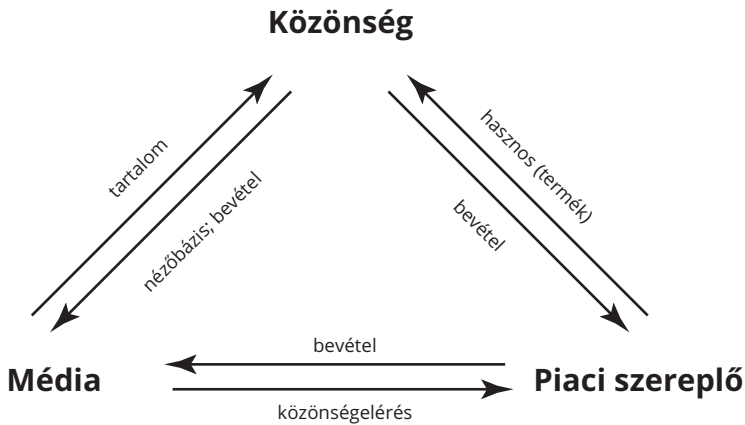 Közönség
tartalom
nézőbázis; bevétel
hasznos (termék)
bevétel
bevétel
Média
Piaci szereplő
közönségelérés